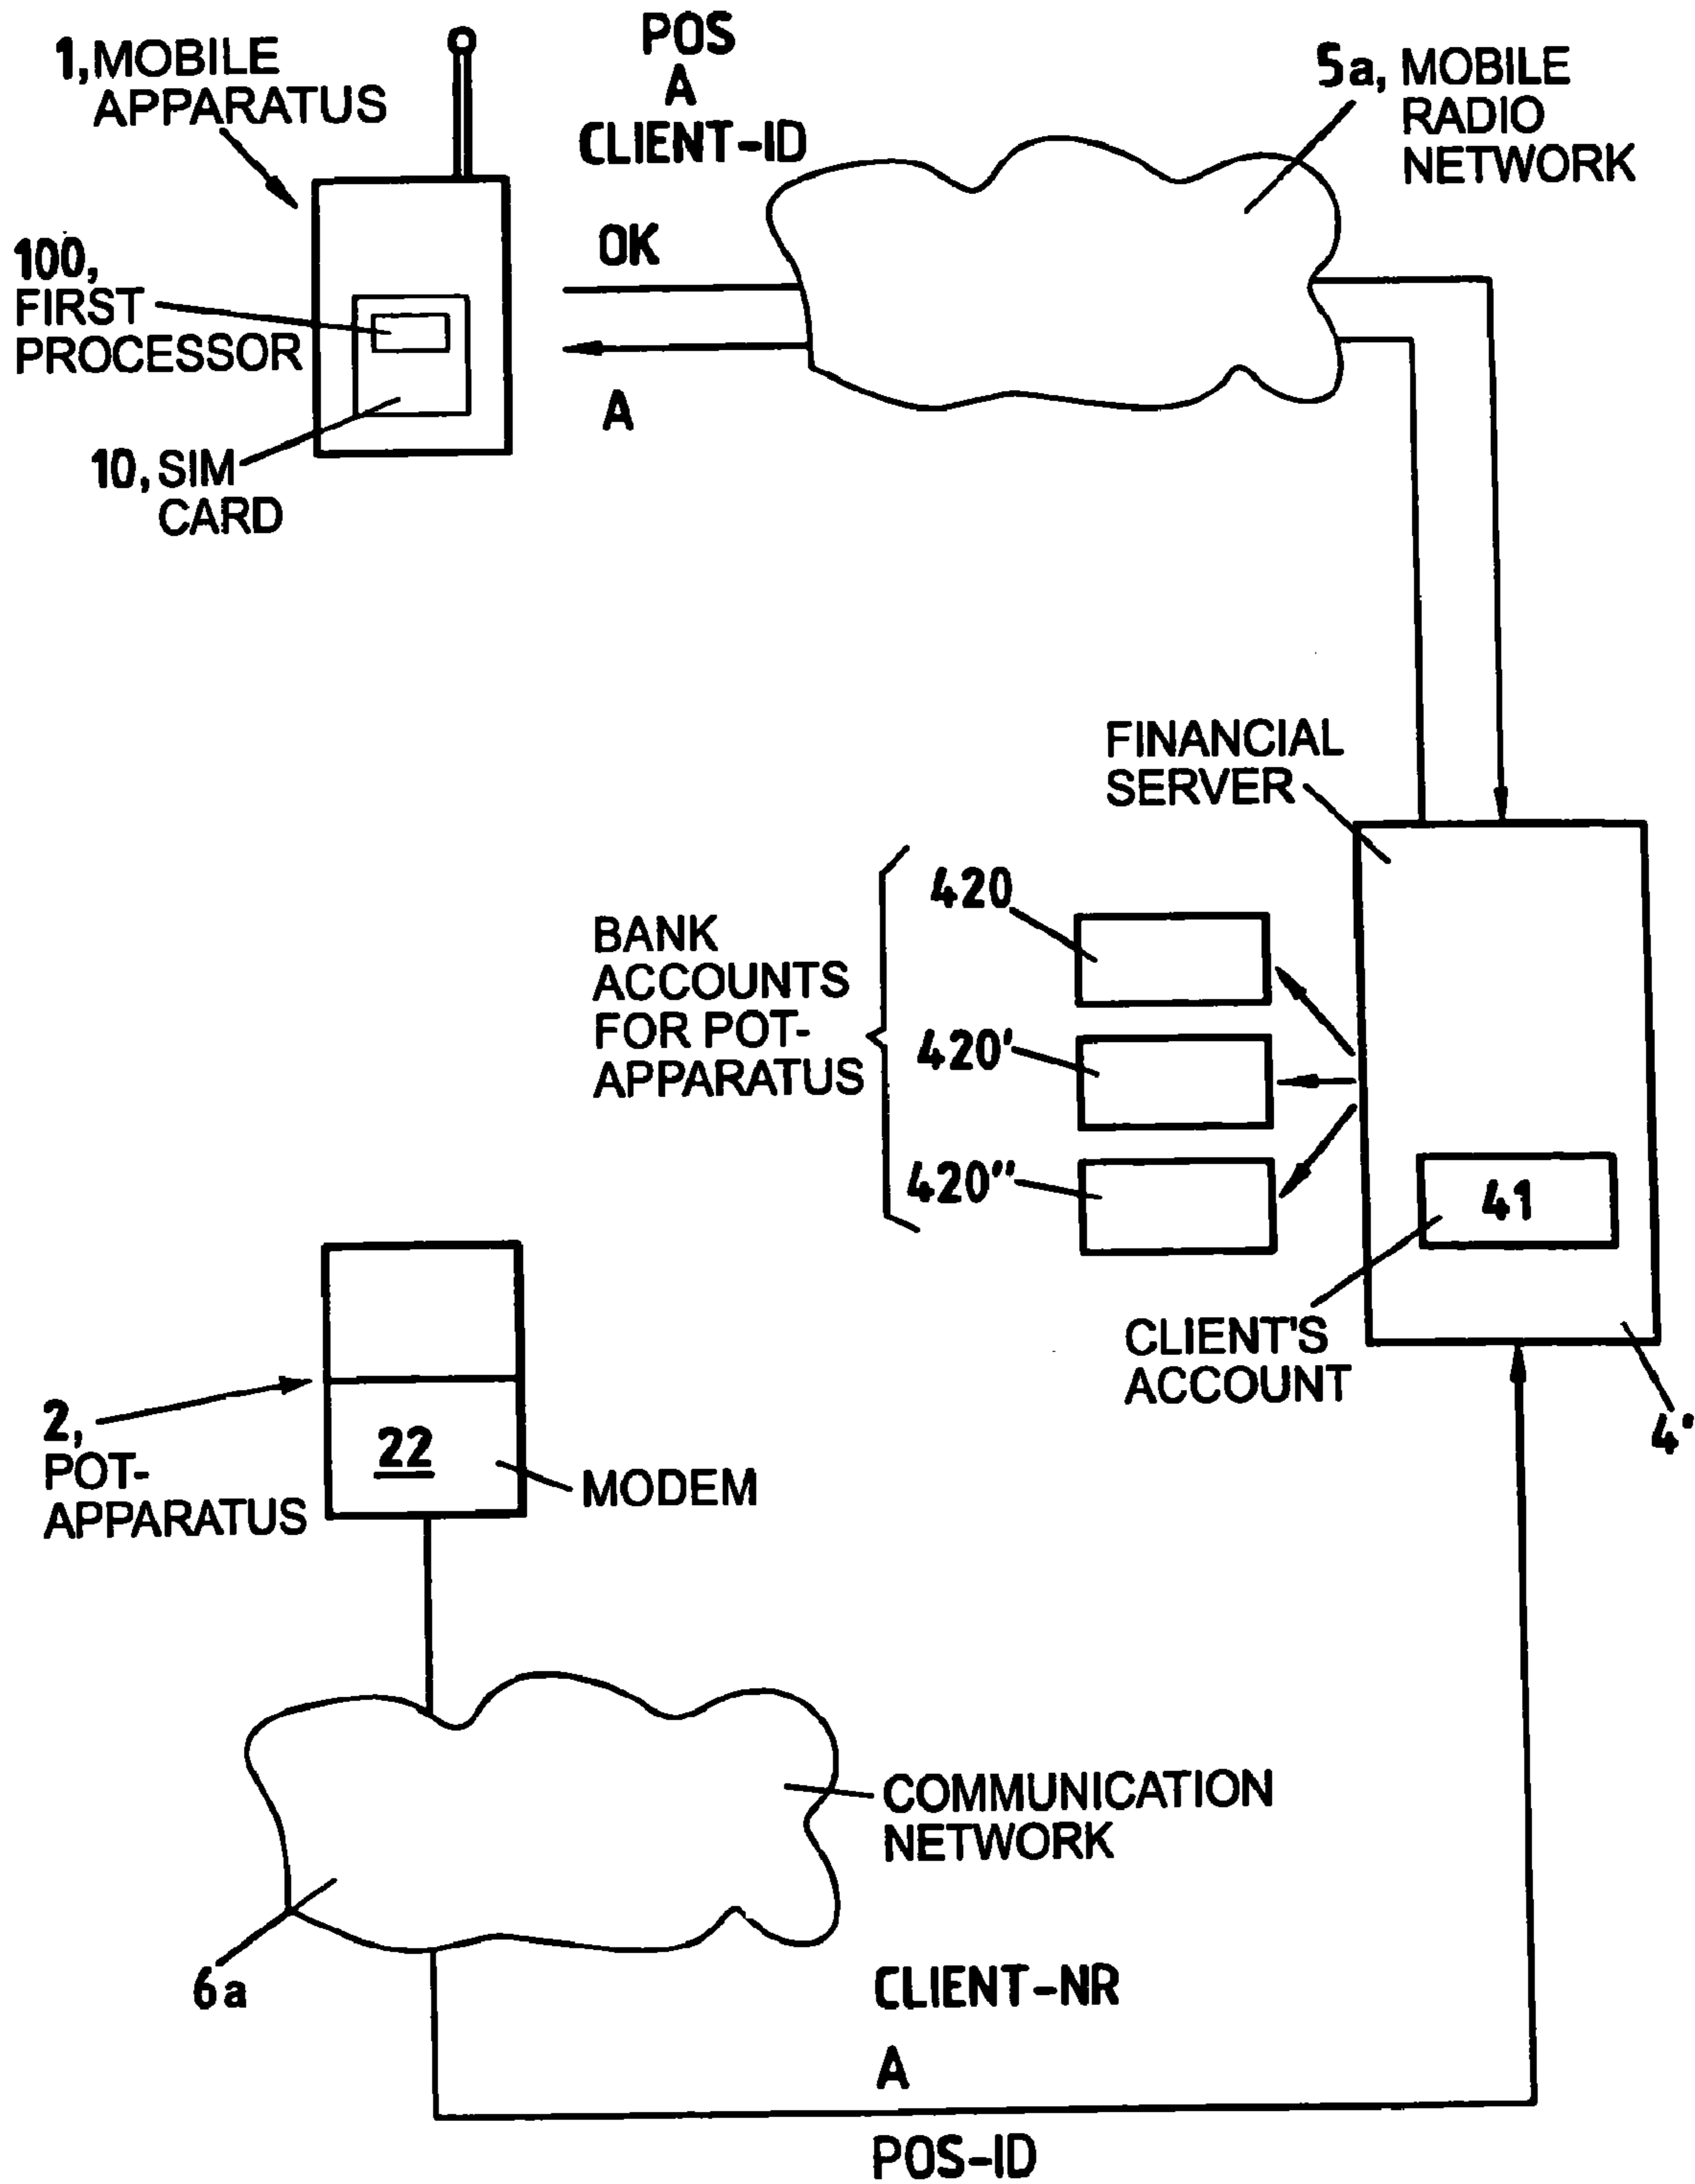 1, MOBILE
APPARATUS
POS
A
CLIENT-ID
5a, MOBILE
RADIO
NETWORK
100,
FIRST
PROCESSOR
OK
A
10, SIM
CARD
FINANCIAL
SERVER
BANK
ACCOUNTS
FOR POT-
APPARATUS
420
420'
420"
41
CLIENT'S
ACCOUNT
4'
2,
POT-
APPARATUS
22
MODEM
COMMUNICATION
NETWORK
6a
CLIENT-NR
A
POS-ID